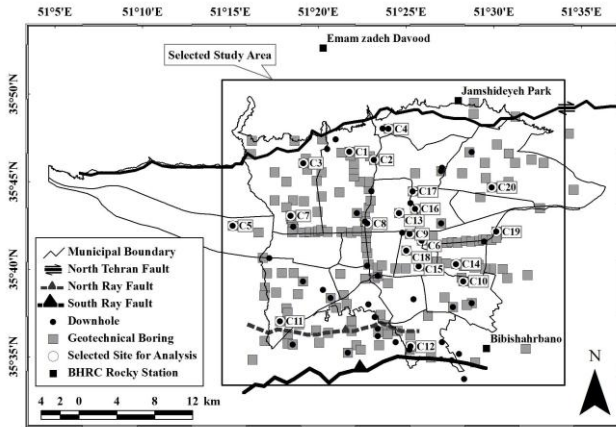 51°5'E 51°10'E 51°15'E 51°20'E 51°25'E 51°30'E 51°35'E
Emam zadeh Davood
Selected Study Area
35°50'N
Jamshideyeh Park
C4
C1
C2
C3
35°45'N
C20
C17
C16
C7
C13
C5
C8
C9
C19
C6
Municipal Boundary
C18
C14
North Tehran Fault
C15
35°40'N
North Ray Fault
C10
South Ray Fault
Downhole
C11
Geotechnical Boring
Selected Site for Analysis
C12
Bibishahrbano
35°35'N
BHRC Rocky Station
4 2 0 4 8 12 km